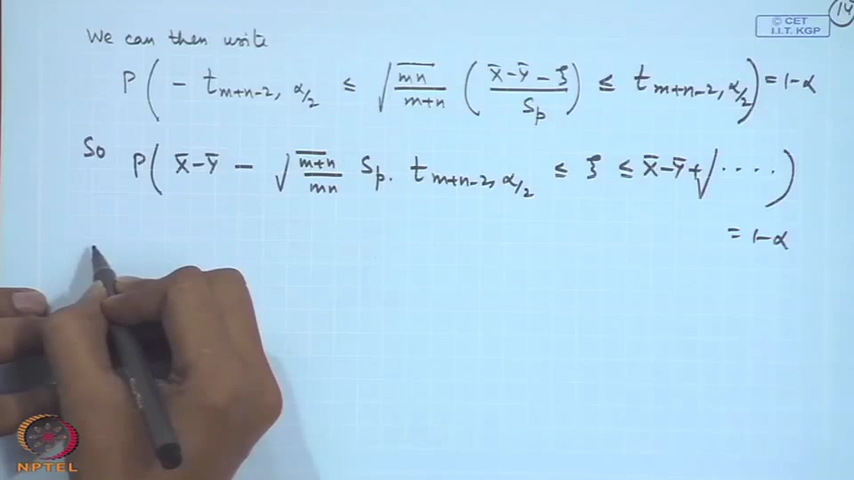 14
© CET
I.I.T. KGP
We can then write
P ( - t_{m+n-2, α/2} ≤ √(mn/(m+n)) ( (X̄-Ȳ-ξ)/S_p ) ≤ t_{m+n-2, α/2} ) = 1-α
So P( X̄-Ȳ - √((m+n)/mn) S_p. t_{m+n-2, α/2} ≤ ξ ≤ X̄-Ȳ+√.... )
= 1-α
NPTEL